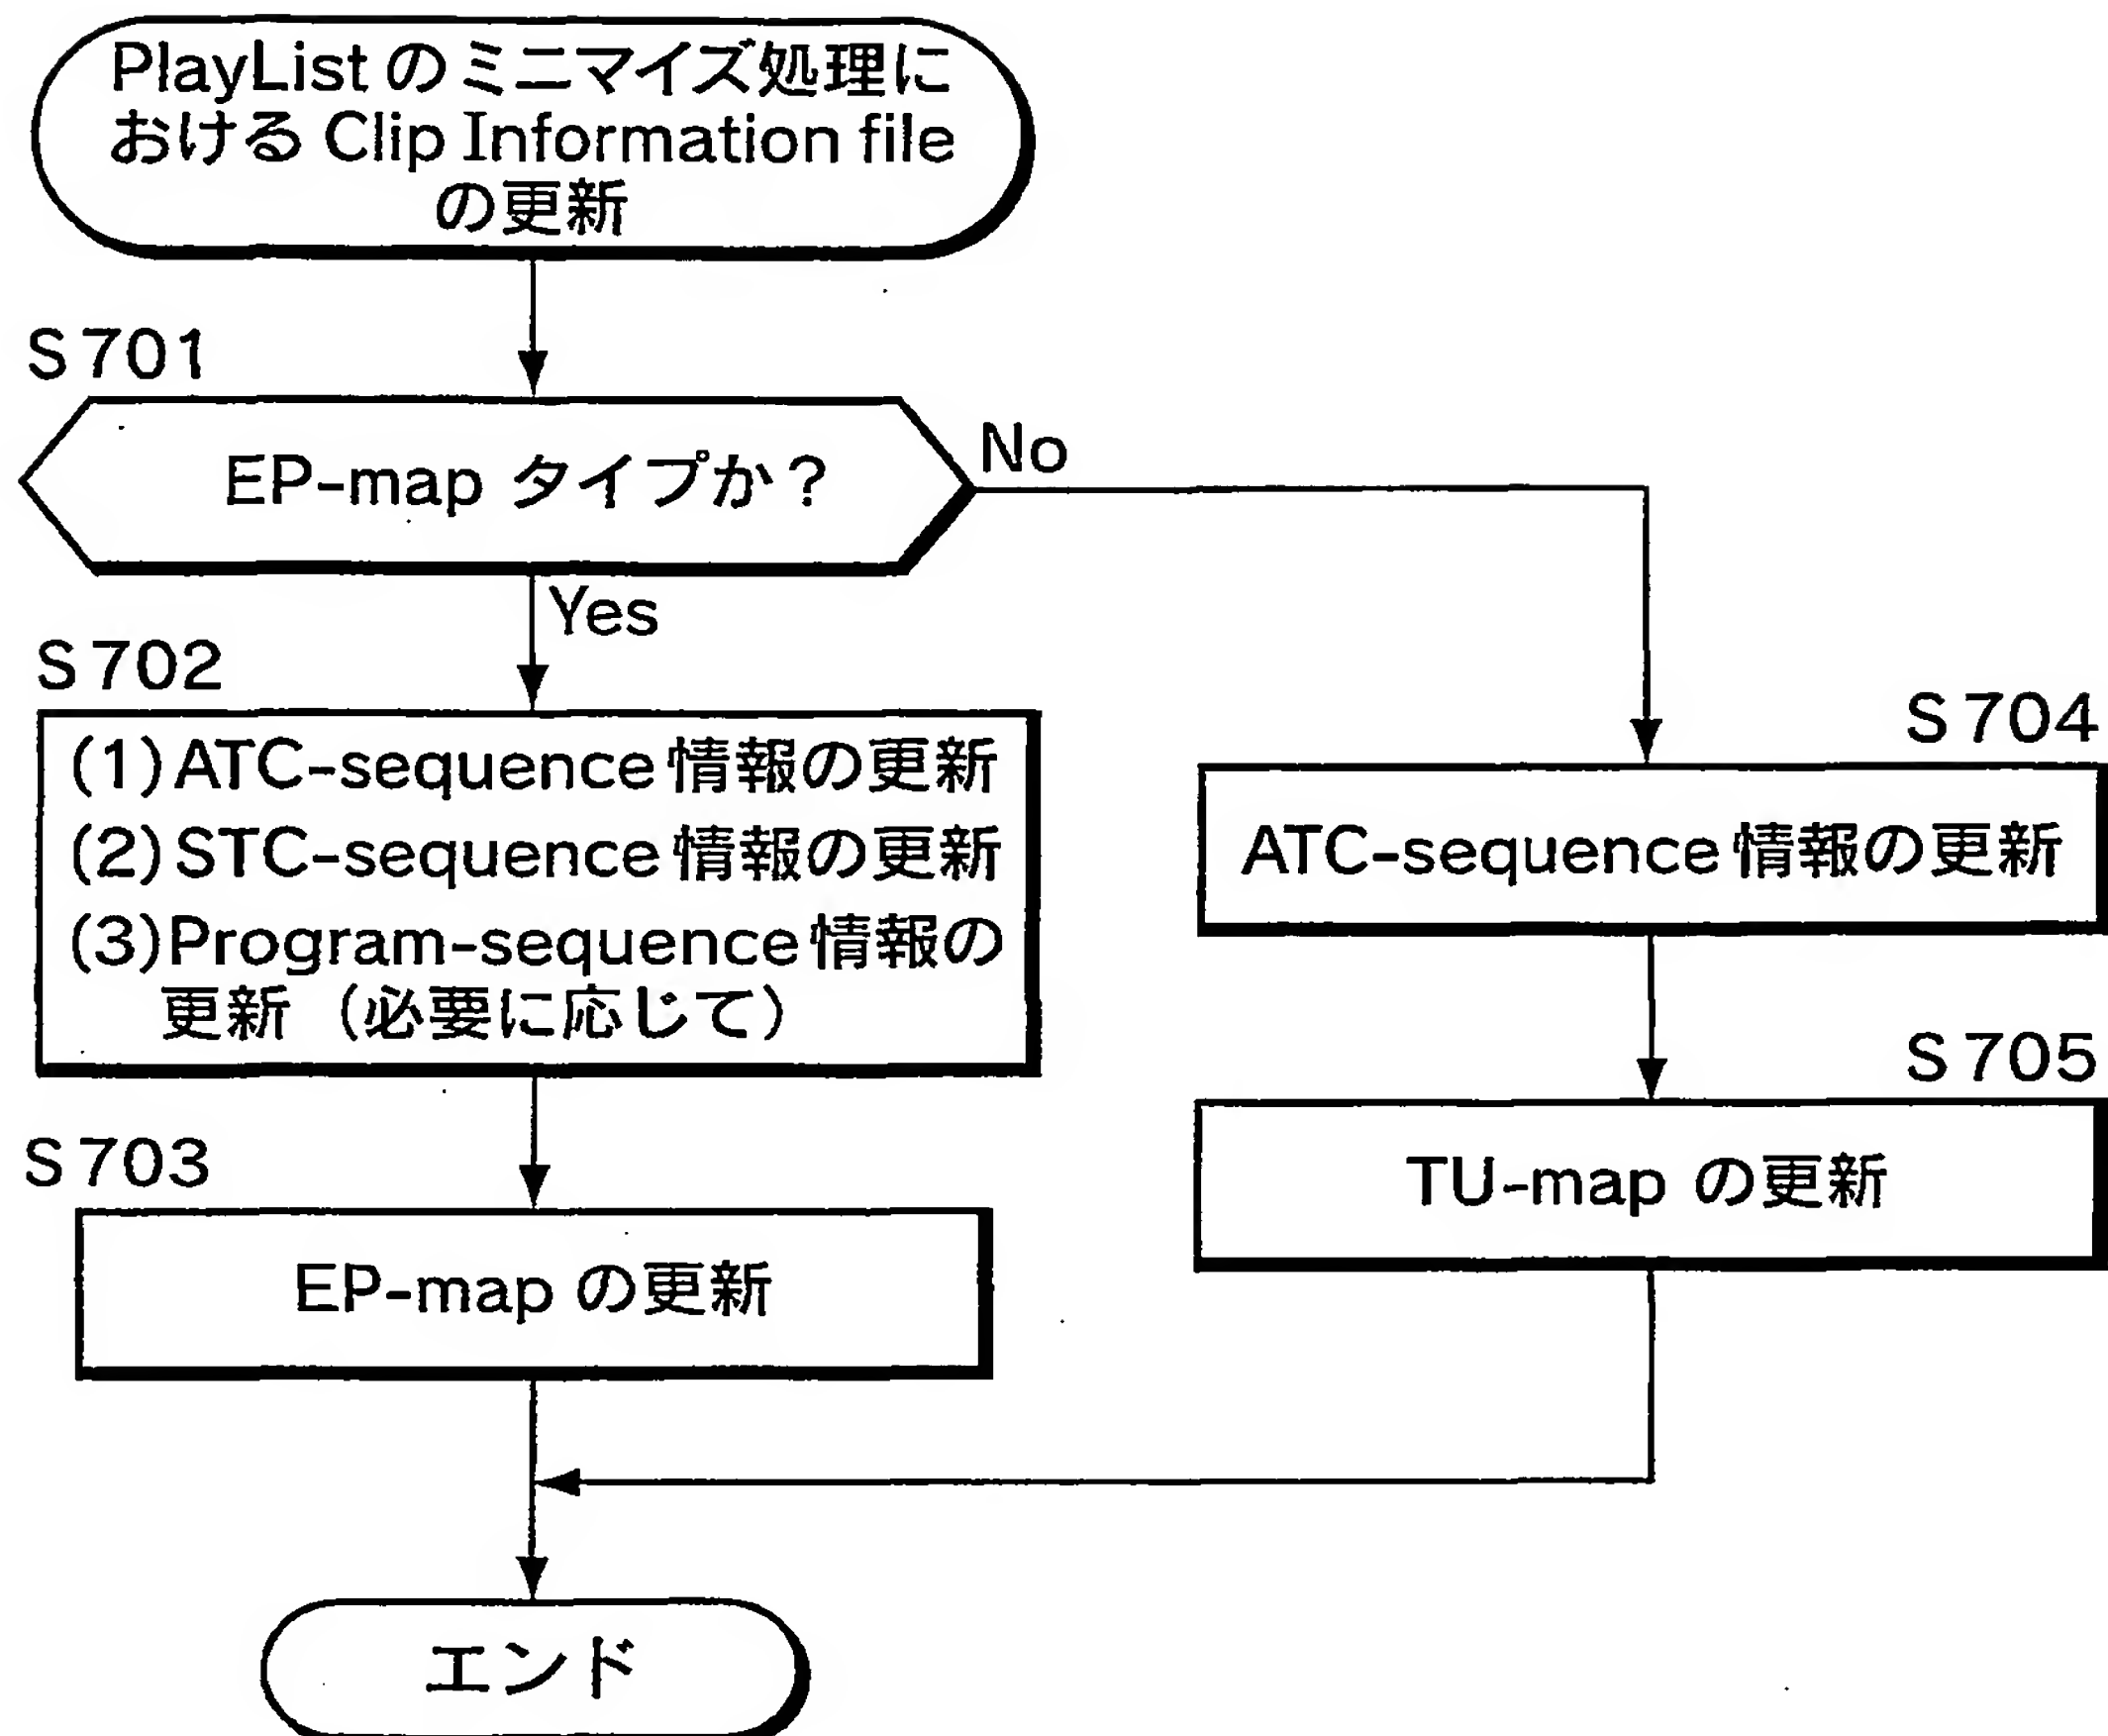 PlayList のミニマイズ処理に
おける Clip Information file
の更新
S701
EP-map タイプか？
No
Yes
S702
(1) ATC-sequence 情報の更新
(2) STC-sequence 情報の更新
(3) Program-sequence 情報の
更新（必要に応じて）
S703
EP-map の更新
S704
ATC-sequence 情報の更新
S705
TU-map の更新
エンド